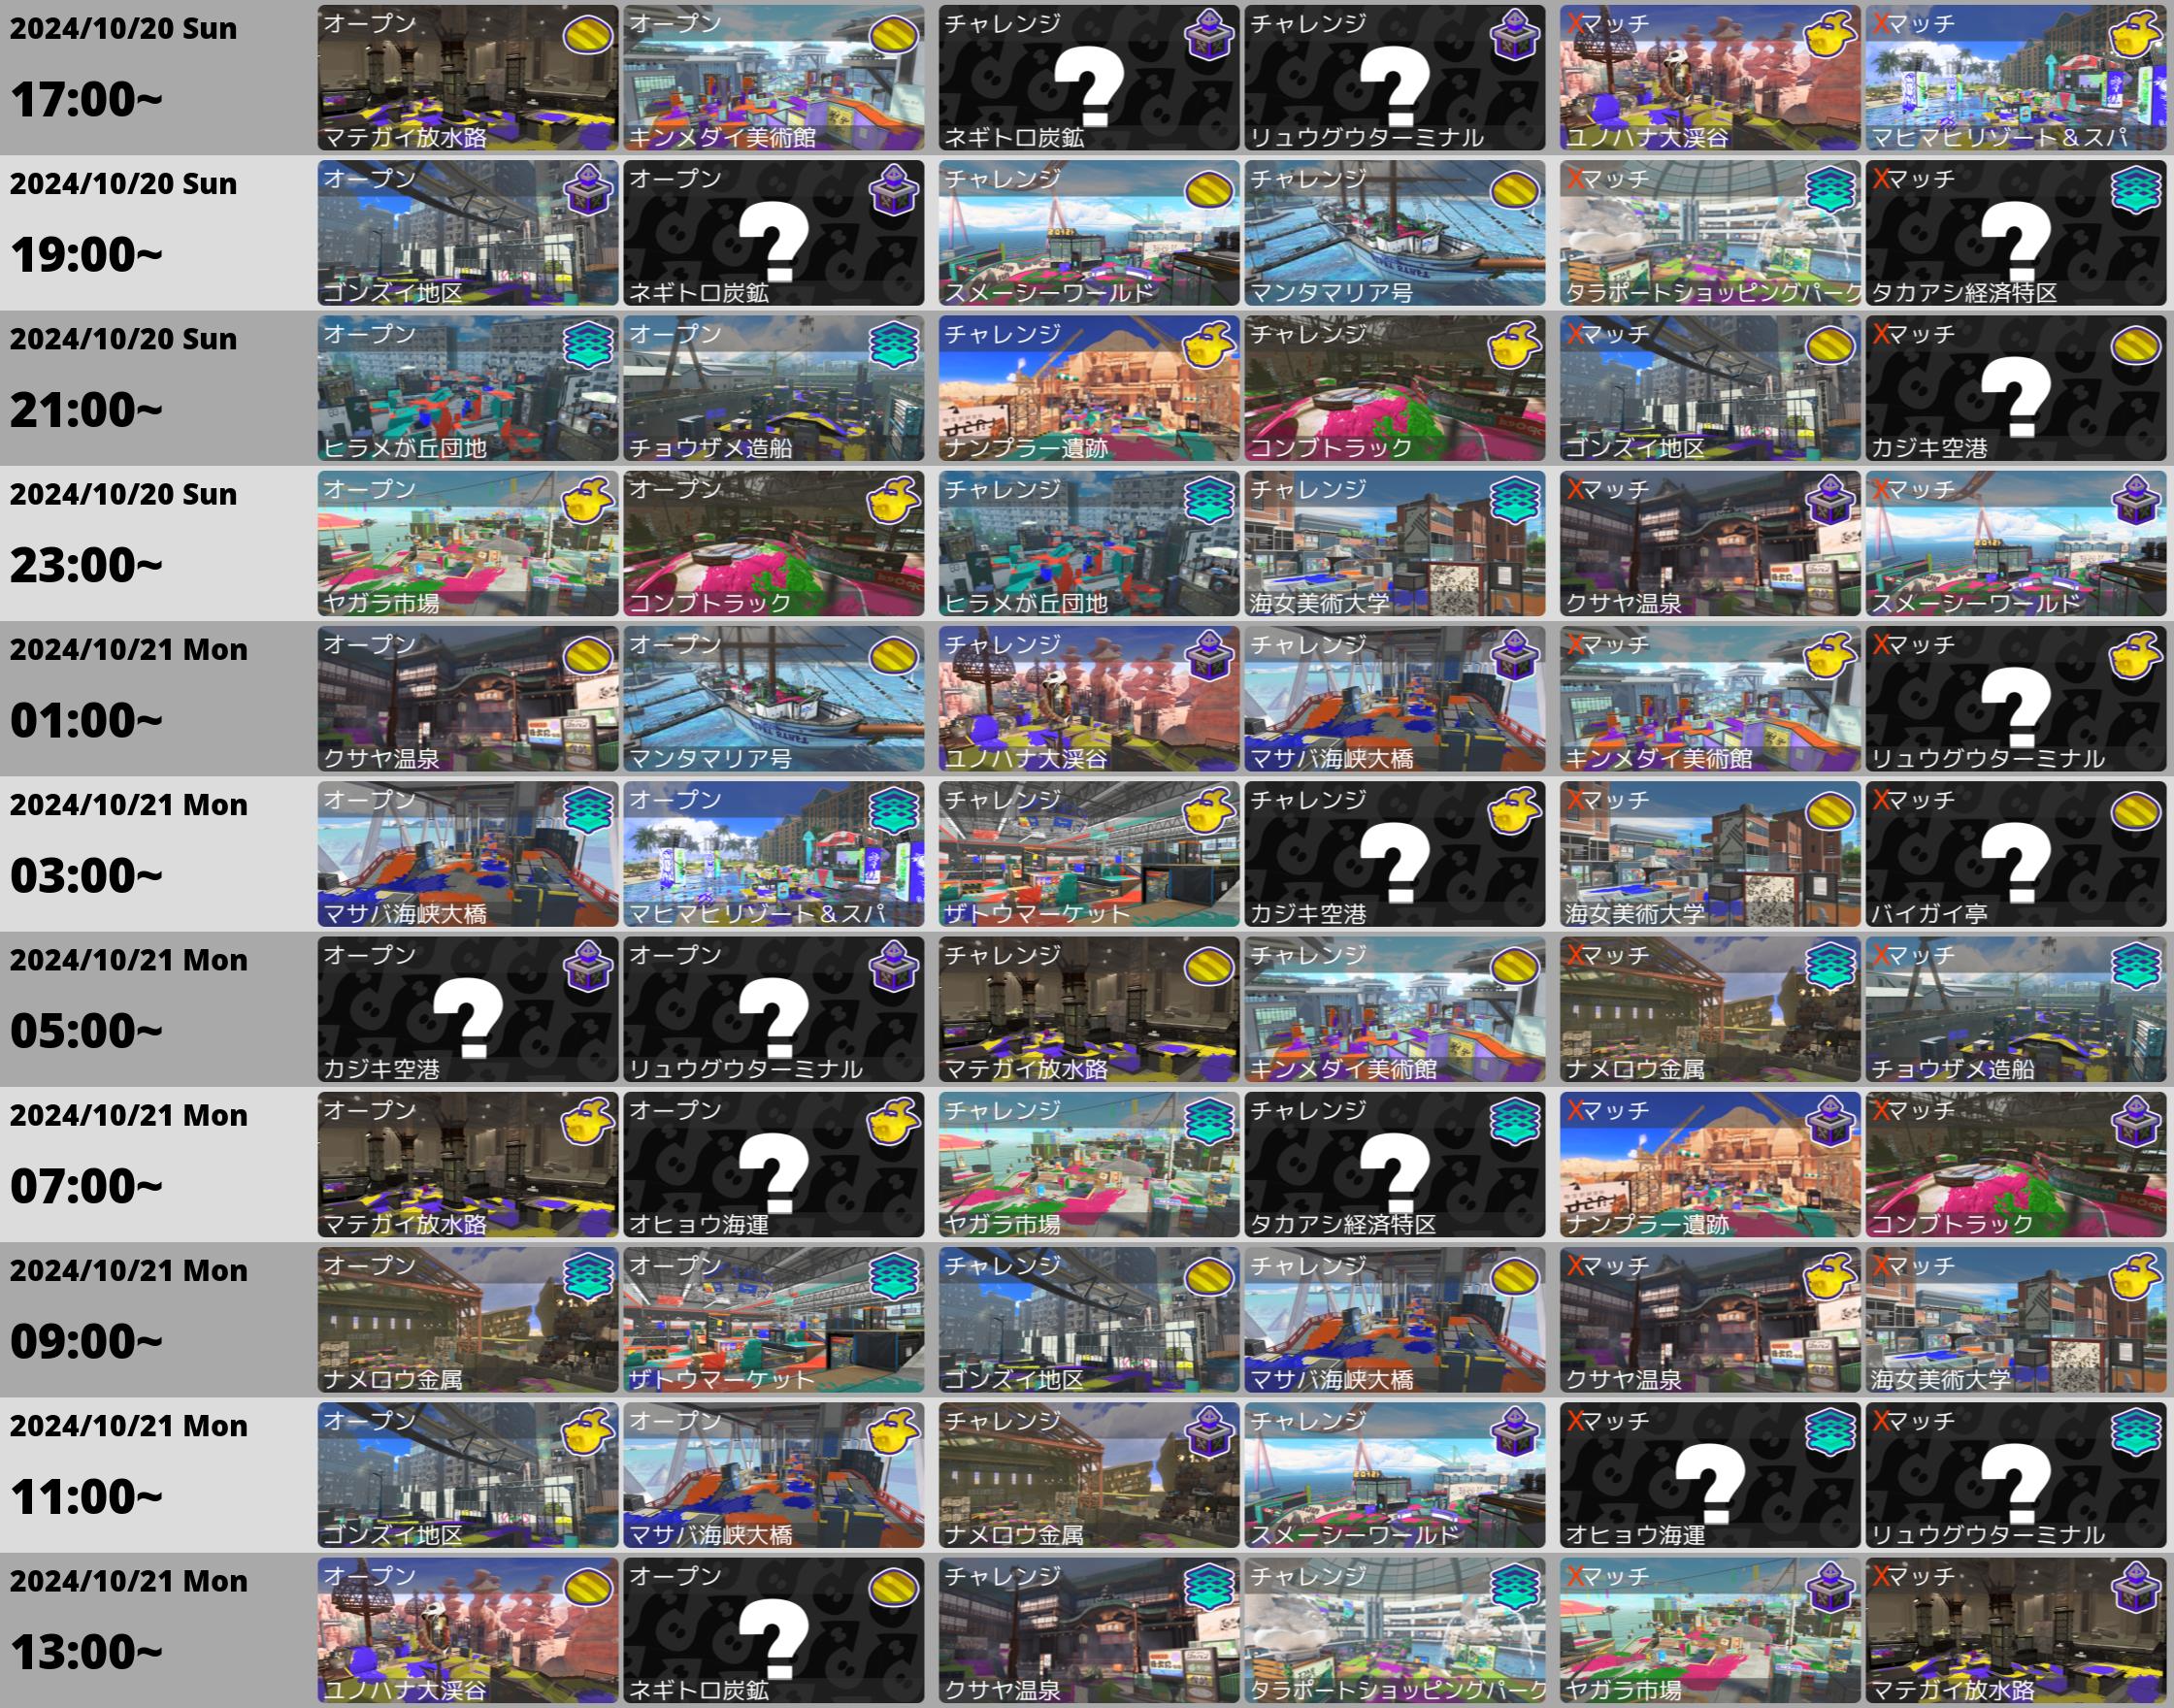 2024/10/20 Sun
17:00~
オープン
マテガイ放水路
オープン
キンメダイ美術館
チャレンジ
ネギトロ炭鉱
チャレンジ
リュウグウターミナル
Xマッチ
ユノハナ大渓谷
Xマッチ
マヒマヒリゾート＆スパ
2024/10/20 Sun
19:00~
オープン
ゴンズイ地区
オープン
ネギトロ炭鉱
チャレンジ
スメーシーワールド
チャレンジ
マンタマリア号
Xマッチ
タラポートショッピングパーク
Xマッチ
タカアシ経済特区
2024/10/20 Sun
21:00~
オープン
ヒラメが丘団地
オープン
チョウザメ造船
チャレンジ
ナンプラー遺跡
チャレンジ
コンブトラック
Xマッチ
ゴンズイ地区
Xマッチ
カジキ空港
2024/10/20 Sun
23:00~
オープン
ヤガラ市場
オープン
コンブトラック
チャレンジ
ヒラメが丘団地
チャレンジ
海女美術大学
Xマッチ
クサヤ温泉
Xマッチ
スメーシーワールド
2024/10/21 Mon
01:00~
オープン
クサヤ温泉
オープン
マンタマリア号
チャレンジ
ユノハナ大渓谷
チャレンジ
マサバ海峡大橋
Xマッチ
キンメダイ美術館
Xマッチ
リュウグウターミナル
2024/10/21 Mon
03:00~
オープン
マサバ海峡大橋
オープン
マヒマヒリゾート＆スパ
チャレンジ
ザトウマーケット
チャレンジ
カジキ空港
Xマッチ
海女美術大学
Xマッチ
バイガイ亭
2024/10/21 Mon
05:00~
オープン
カジキ空港
オープン
リュウグウターミナル
チャレンジ
マテガイ放水路
チャレンジ
キンメダイ美術館
Xマッチ
ナメロウ金属
Xマッチ
チョウザメ造船
2024/10/21 Mon
07:00~
オープン
マテガイ放水路
オープン
オヒョウ海運
チャレンジ
ヤガラ市場
チャレンジ
タカアシ経済特区
Xマッチ
ナンプラー遺跡
Xマッチ
コンブトラック
2024/10/21 Mon
09:00~
オープン
ナメロウ金属
オープン
ザトウマーケット
チャレンジ
ゴンズイ地区
チャレンジ
マサバ海峡大橋
Xマッチ
クサヤ温泉
Xマッチ
海女美術大学
2024/10/21 Mon
11:00~
オープン
ゴンズイ地区
オープン
マサバ海峡大橋
チャレンジ
ナメロウ金属
チャレンジ
スメーシーワールド
Xマッチ
オヒョウ海運
Xマッチ
リュウグウターミナル
2024/10/21 Mon
13:00~
オープン
ユノハナ大渓谷
オープン
ネギトロ炭鉱
チャレンジ
クサヤ温泉
チャレンジ
タラポートショッピングパーク
Xマッチ
ヤガラ市場
Xマッチ
マテガイ放水路